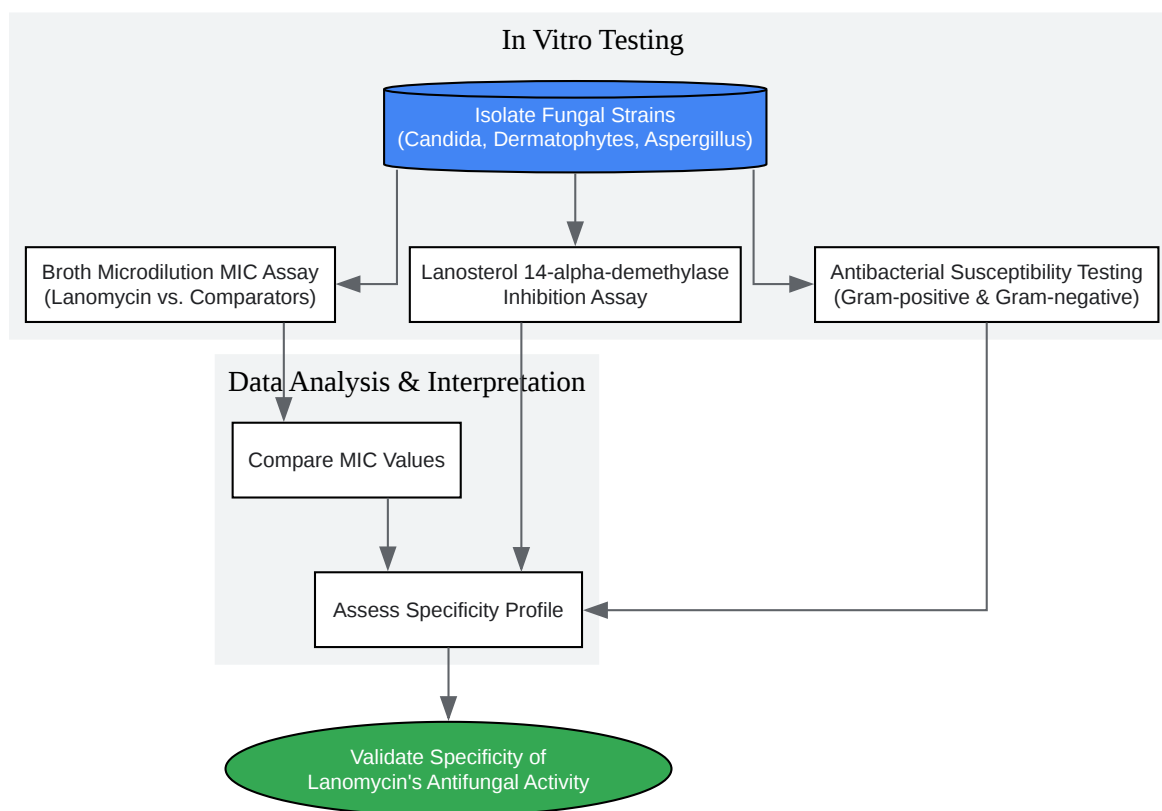 In Vitro Testing
Isolate Fungal Strains
(Candida, Dermatophytes, Aspergillus)
Broth Microdilution MIC Assay
(Lanomycin vs. Comparators)
Lanosterol 14-alpha-demethylase
Inhibition Assay
Antibacterial Susceptibility Testing
(Gram-positive & Gram-negative)
Data Analysis & Interpretation
Compare MIC Values
Assess Specificity Profile
Validate Specificity of
Lanomycin's Antifungal Activity